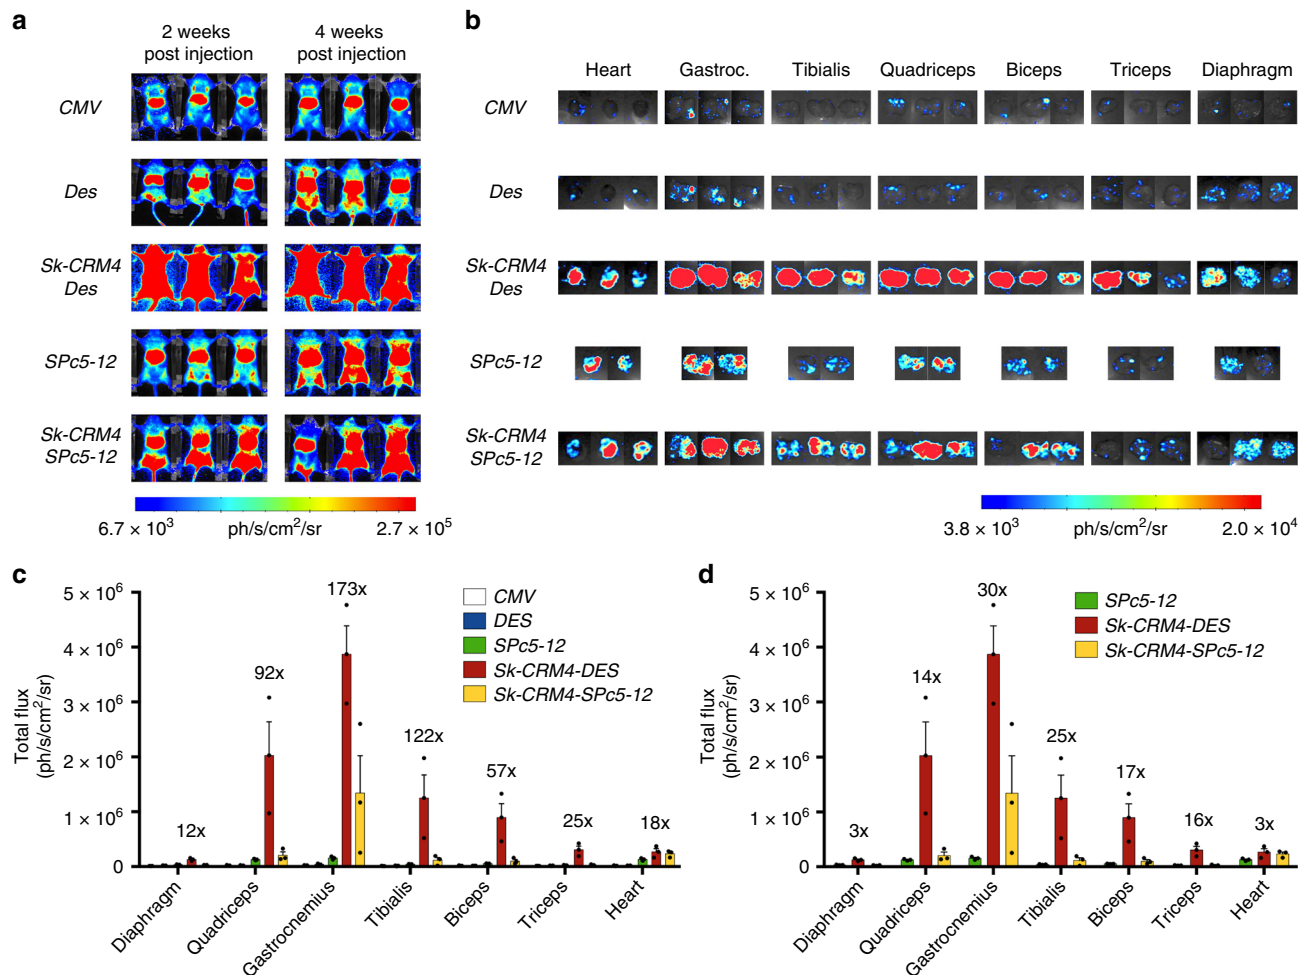 a
2 weeks
post injection
4 weeks
post injection
CMV
Des
Sk-CRM4
Des
SPc5-12
Sk-CRM4
SPc5-12
6.7 × 10³ ph/s/cm²/sr 2.7 × 10⁵
b
Heart Gastroc. Tibialis Quadriceps Biceps Triceps Diaphragm
CMV
Des
Sk-CRM4
Des
SPc5-12
Sk-CRM4
SPc5-12
3.8 × 10³ ph/s/cm²/sr 2.0 × 10⁴
c
Total flux
(ph/s/cm²/sr)
5 × 10⁶
4 × 10⁶
3 × 10⁶
2 × 10⁶
1 × 10⁶
0
12x
92x
173x
122x
57x
25x
18x
CMV
DES
SPc5-12
Sk-CRM4-DES
Sk-CRM4-SPc5-12
Diaphragm
Quadriceps
Gastrocnemius
Tibialis
Biceps
Triceps
Heart
d
Total flux
(ph/s/cm²/sr)
5 × 10⁶
4 × 10⁶
3 × 10⁶
2 × 10⁶
1 × 10⁶
0
3x
14x
30x
25x
17x
16x
3x
SPc5-12
Sk-CRM4-DES
Sk-CRM4-SPc5-12
Diaphragm
Quadriceps
Gastrocnemius
Tibialis
Biceps
Triceps
Heart